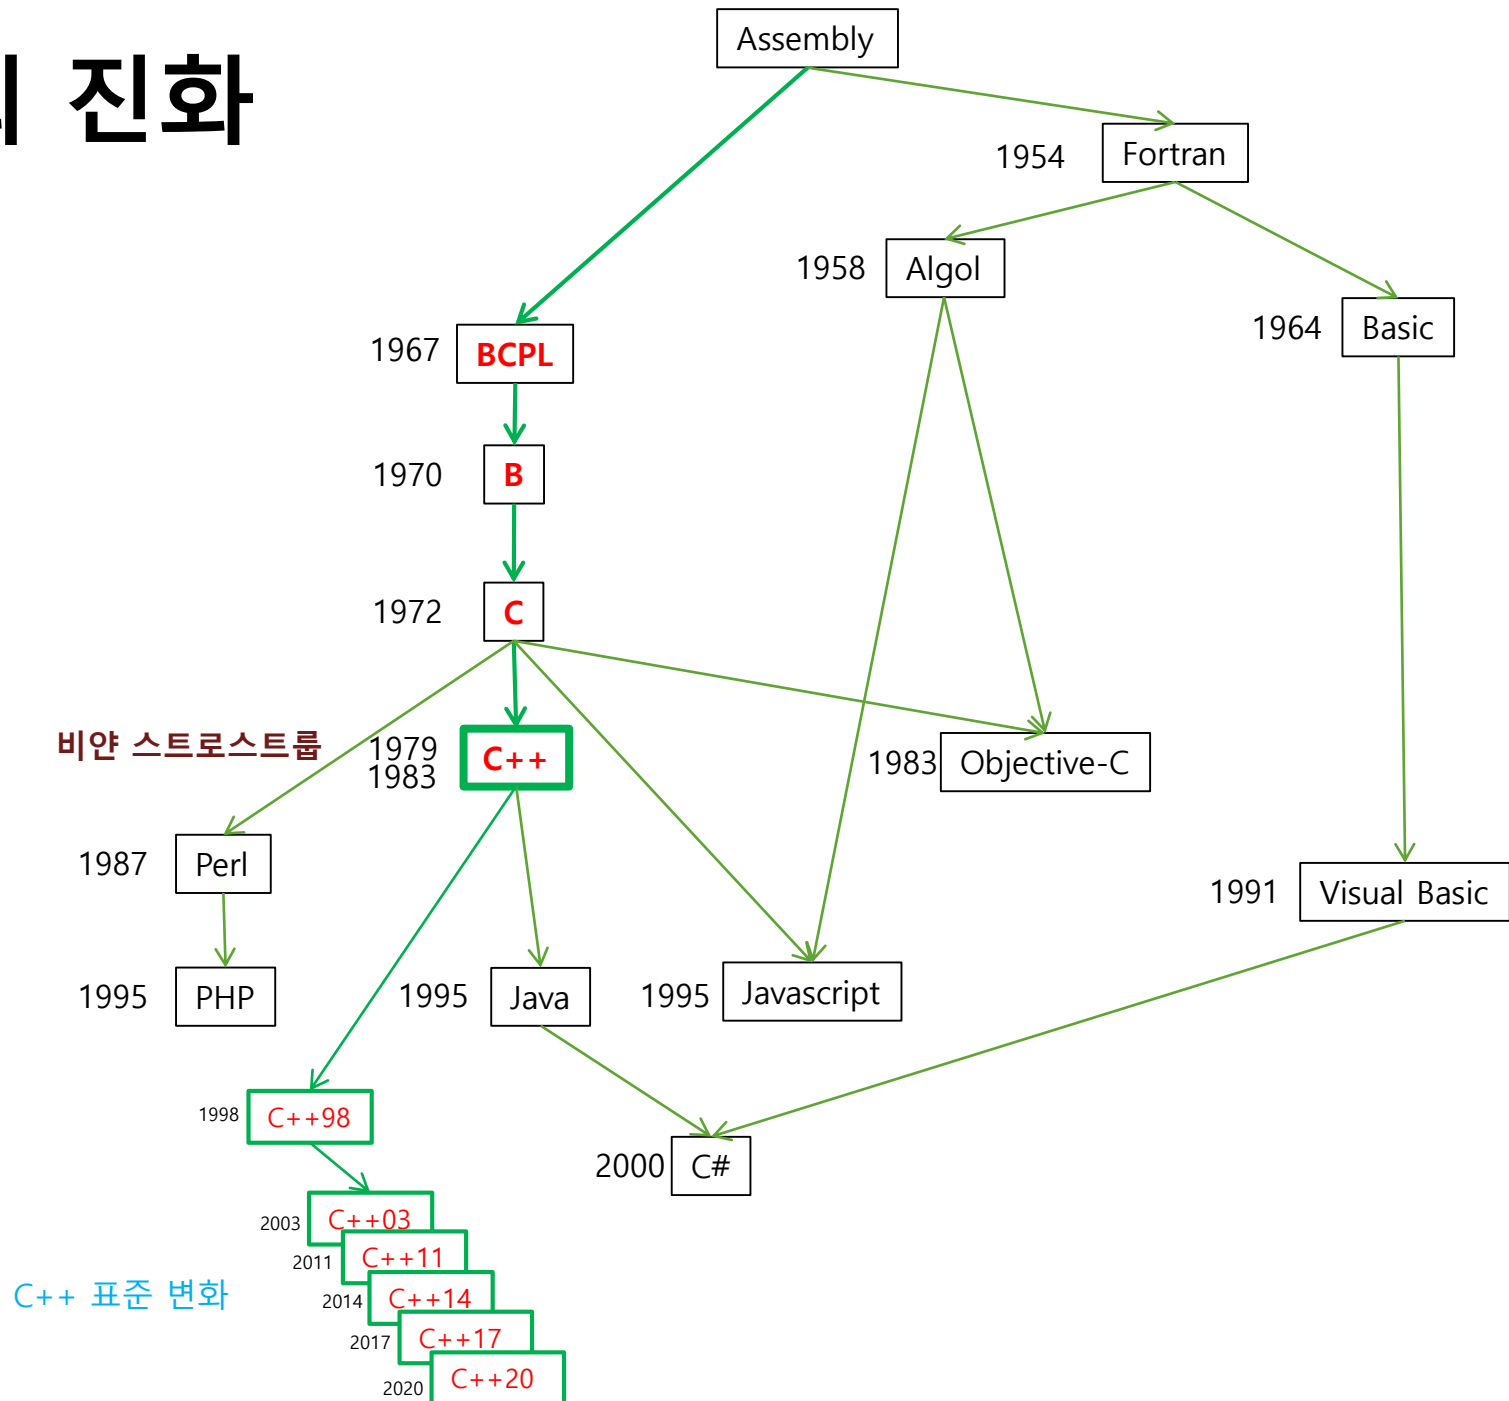 진화
Assembly
1954 Fortran
1958 Algol
1964 Basic
1967 BCPL
1970 B
1972 C
비얀 스트로스트룹
1979
1983
C++
1983 Objective-C
1987 Perl
1991 Visual Basic
1995 PHP
1995 Java
1995 Javascript
1998 C++98
2000 C#
2003 C++03
2011 C++11
C++ 표준 변화
2014 C++14
2017 C++17
2020 C++20